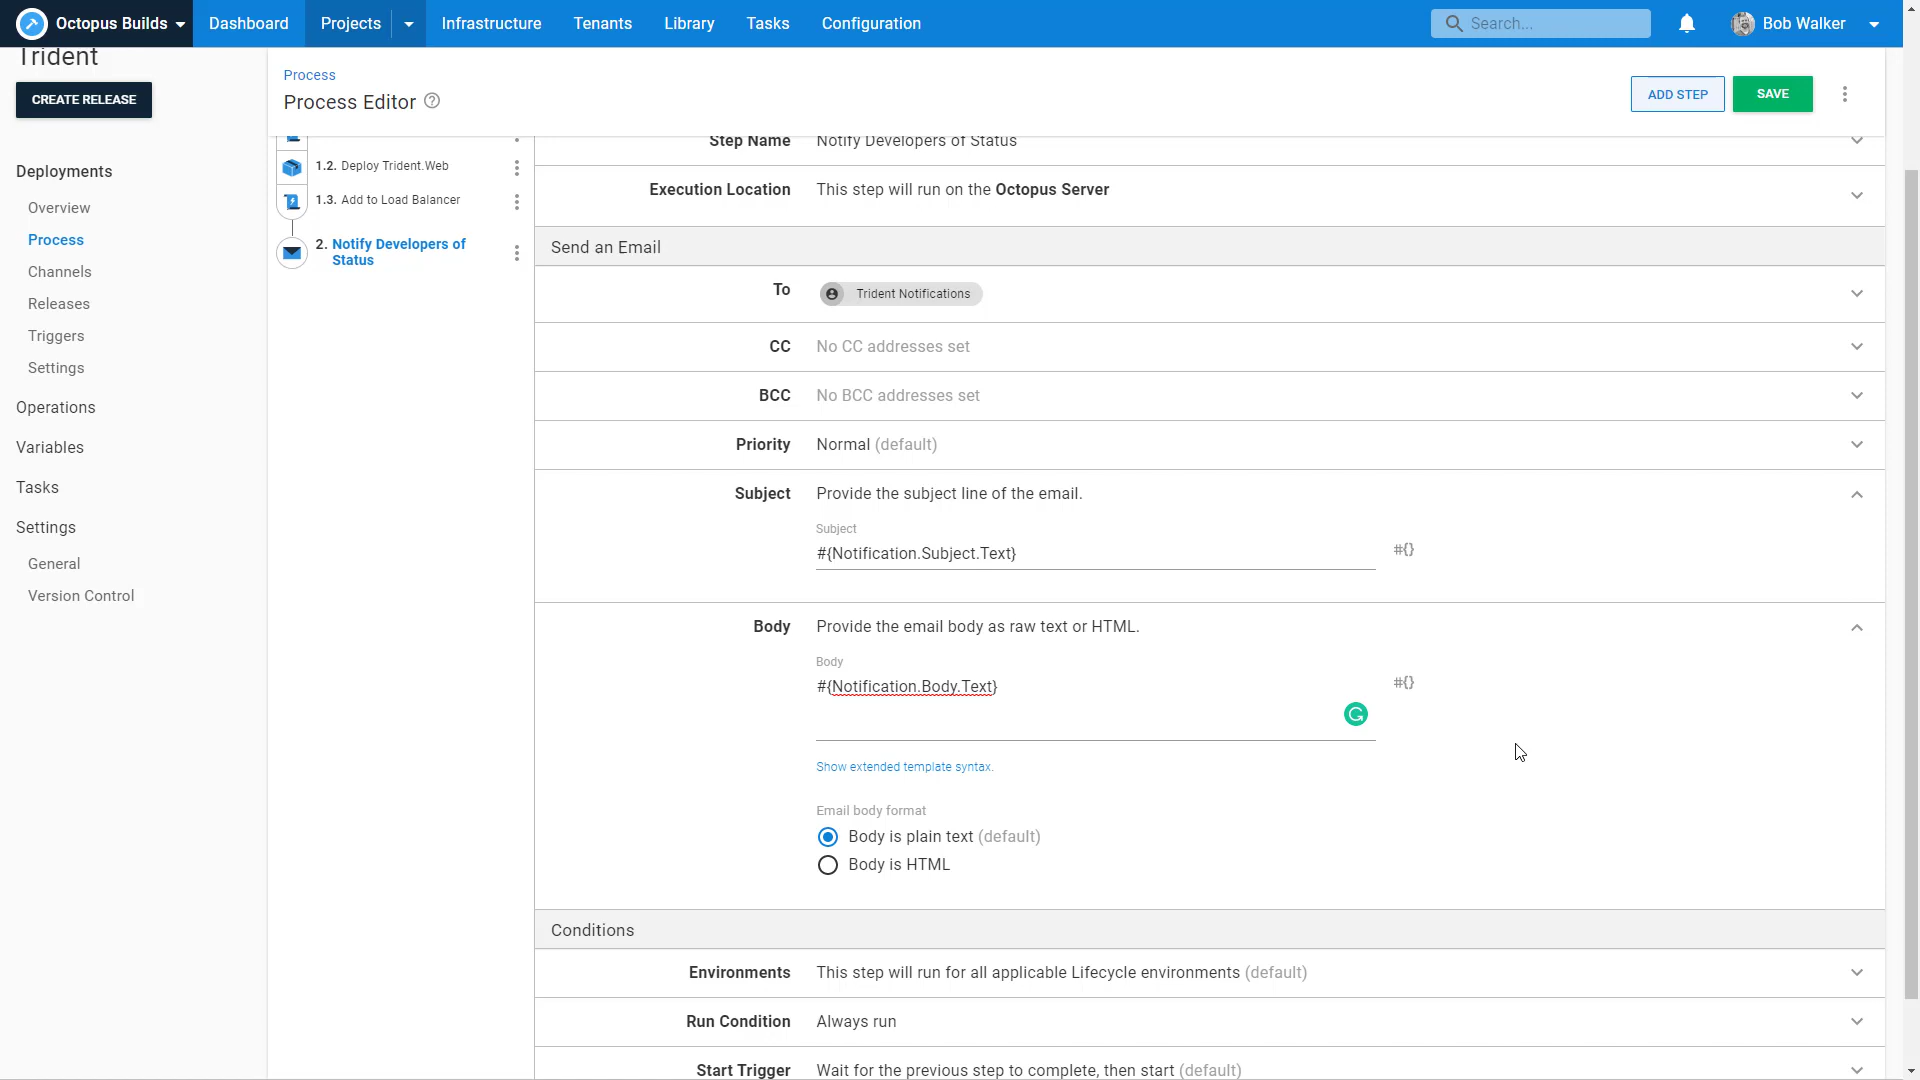 Octopus Builds
Dashboard
Projects
Infrastructure
Tenants
Library
Tasks
Configuration
Search...
Bob Walker
Trident
CREATE RELEASE
Deployments
Overview
Process
Channels
Releases
Triggers
Settings
Operations
Variables
Tasks
Settings
General
Version Control
Process
Process Editor
ADD STEP
SAVE
1.2. Deploy Trident.Web
1.3. Add to Load Balancer
2. Notify Developers of
Status
Step Name Notify Developers of Status
Execution Location This step will run on the Octopus Server
Send an Email
To Trident Notifications
CC No CC addresses set
BCC No BCC addresses set
Priority Normal (default)
Subject Provide the subject line of the email.
Subject
#{Notification.Subject.Text}
#{}
Body Provide the email body as raw text or HTML.
Body
#{Notification.Body.Text}
#{}
Show extended template syntax.
Email body format
Body is plain text (default)
Body is HTML
Conditions
Environments This step will run for all applicable Lifecycle environments (default)
Run Condition Always run
Start Trigger Wait for the previous step to complete, then start (default)